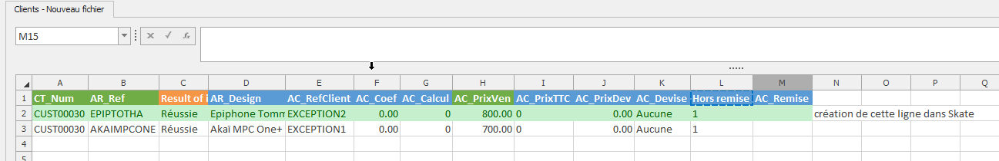 Clients - Nouveau fichier
M15
A B C D E F G H I J K L M N O P Q
1 CT_Num AR_Ref Result of i AR_Design AC_RefClient AC_Coef AC_Calcul AC_PrixVen AC_PrixTTC AC_PrixDev AC_Devise Hors remise AC_Remise
2 CUST00030 EPIPTOTHA Réussie Epiphone Tomm EXCEPTION2 0.00 0 800.00 0 0.00 Aucune 1 création de cette ligne dans Skate
3 CUST00030 AKAIMPCONE Réussie Akaï MPC One+ EXCEPTION1 0.00 0 700.00 0 0.00 Aucune 1
4
5